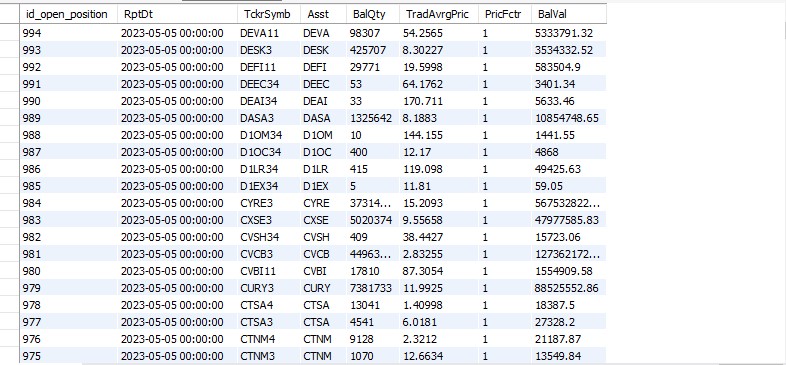 id_open_position RptDt TckrSymb Asst BalQty TradAvrgPric PricFctr BalVal
994 2023-05-05 00:00:00 DEVA11 DEVA 98307 54.2565 1 5333791.32
993 2023-05-05 00:00:00 DESK3 DESK 425707 8.30227 1 3534332.52
992 2023-05-05 00:00:00 DEFI11 DEFI 29771 19.5998 1 583504.9
991 2023-05-05 00:00:00 DEEC34 DEEC 53 64.1762 1 3401.34
990 2023-05-05 00:00:00 DEAI34 DEAI 33 170.711 1 5633.46
989 2023-05-05 00:00:00 DASA3 DASA 1325642 8.1883 1 10854748.65
988 2023-05-05 00:00:00 D1OM34 D1OM 10 144.155 1 1441.55
987 2023-05-05 00:00:00 D1OC34 D1OC 400 12.17 1 4868
986 2023-05-05 00:00:00 D1LR34 D1LR 415 119.098 1 49425.63
985 2023-05-05 00:00:00 D1EX34 D1EX 5 11.81 1 59.05
984 2023-05-05 00:00:00 CYRE3 CYRE 37314... 15.2093 1 567532822...
983 2023-05-05 00:00:00 CXSE3 CXSE 5020374 9.55658 1 47977585.83
982 2023-05-05 00:00:00 CVSH34 CVSH 409 38.4427 1 15723.06
981 2023-05-05 00:00:00 CVCB3 CVCB 44963... 2.83255 1 127362172...
980 2023-05-05 00:00:00 CVBI11 CVBI 17810 87.3054 1 1554909.58
979 2023-05-05 00:00:00 CURY3 CURY 7381733 11.9925 1 88525552.86
978 2023-05-05 00:00:00 CTSA4 CTSA 13041 1.40998 1 18387.5
977 2023-05-05 00:00:00 CTSA3 CTSA 4541 6.0181 1 27328.2
976 2023-05-05 00:00:00 CTNM4 CTNM 9128 2.3212 1 21187.87
975 2023-05-05 00:00:00 CTNM3 CTNM 1070 12.6634 1 13549.84